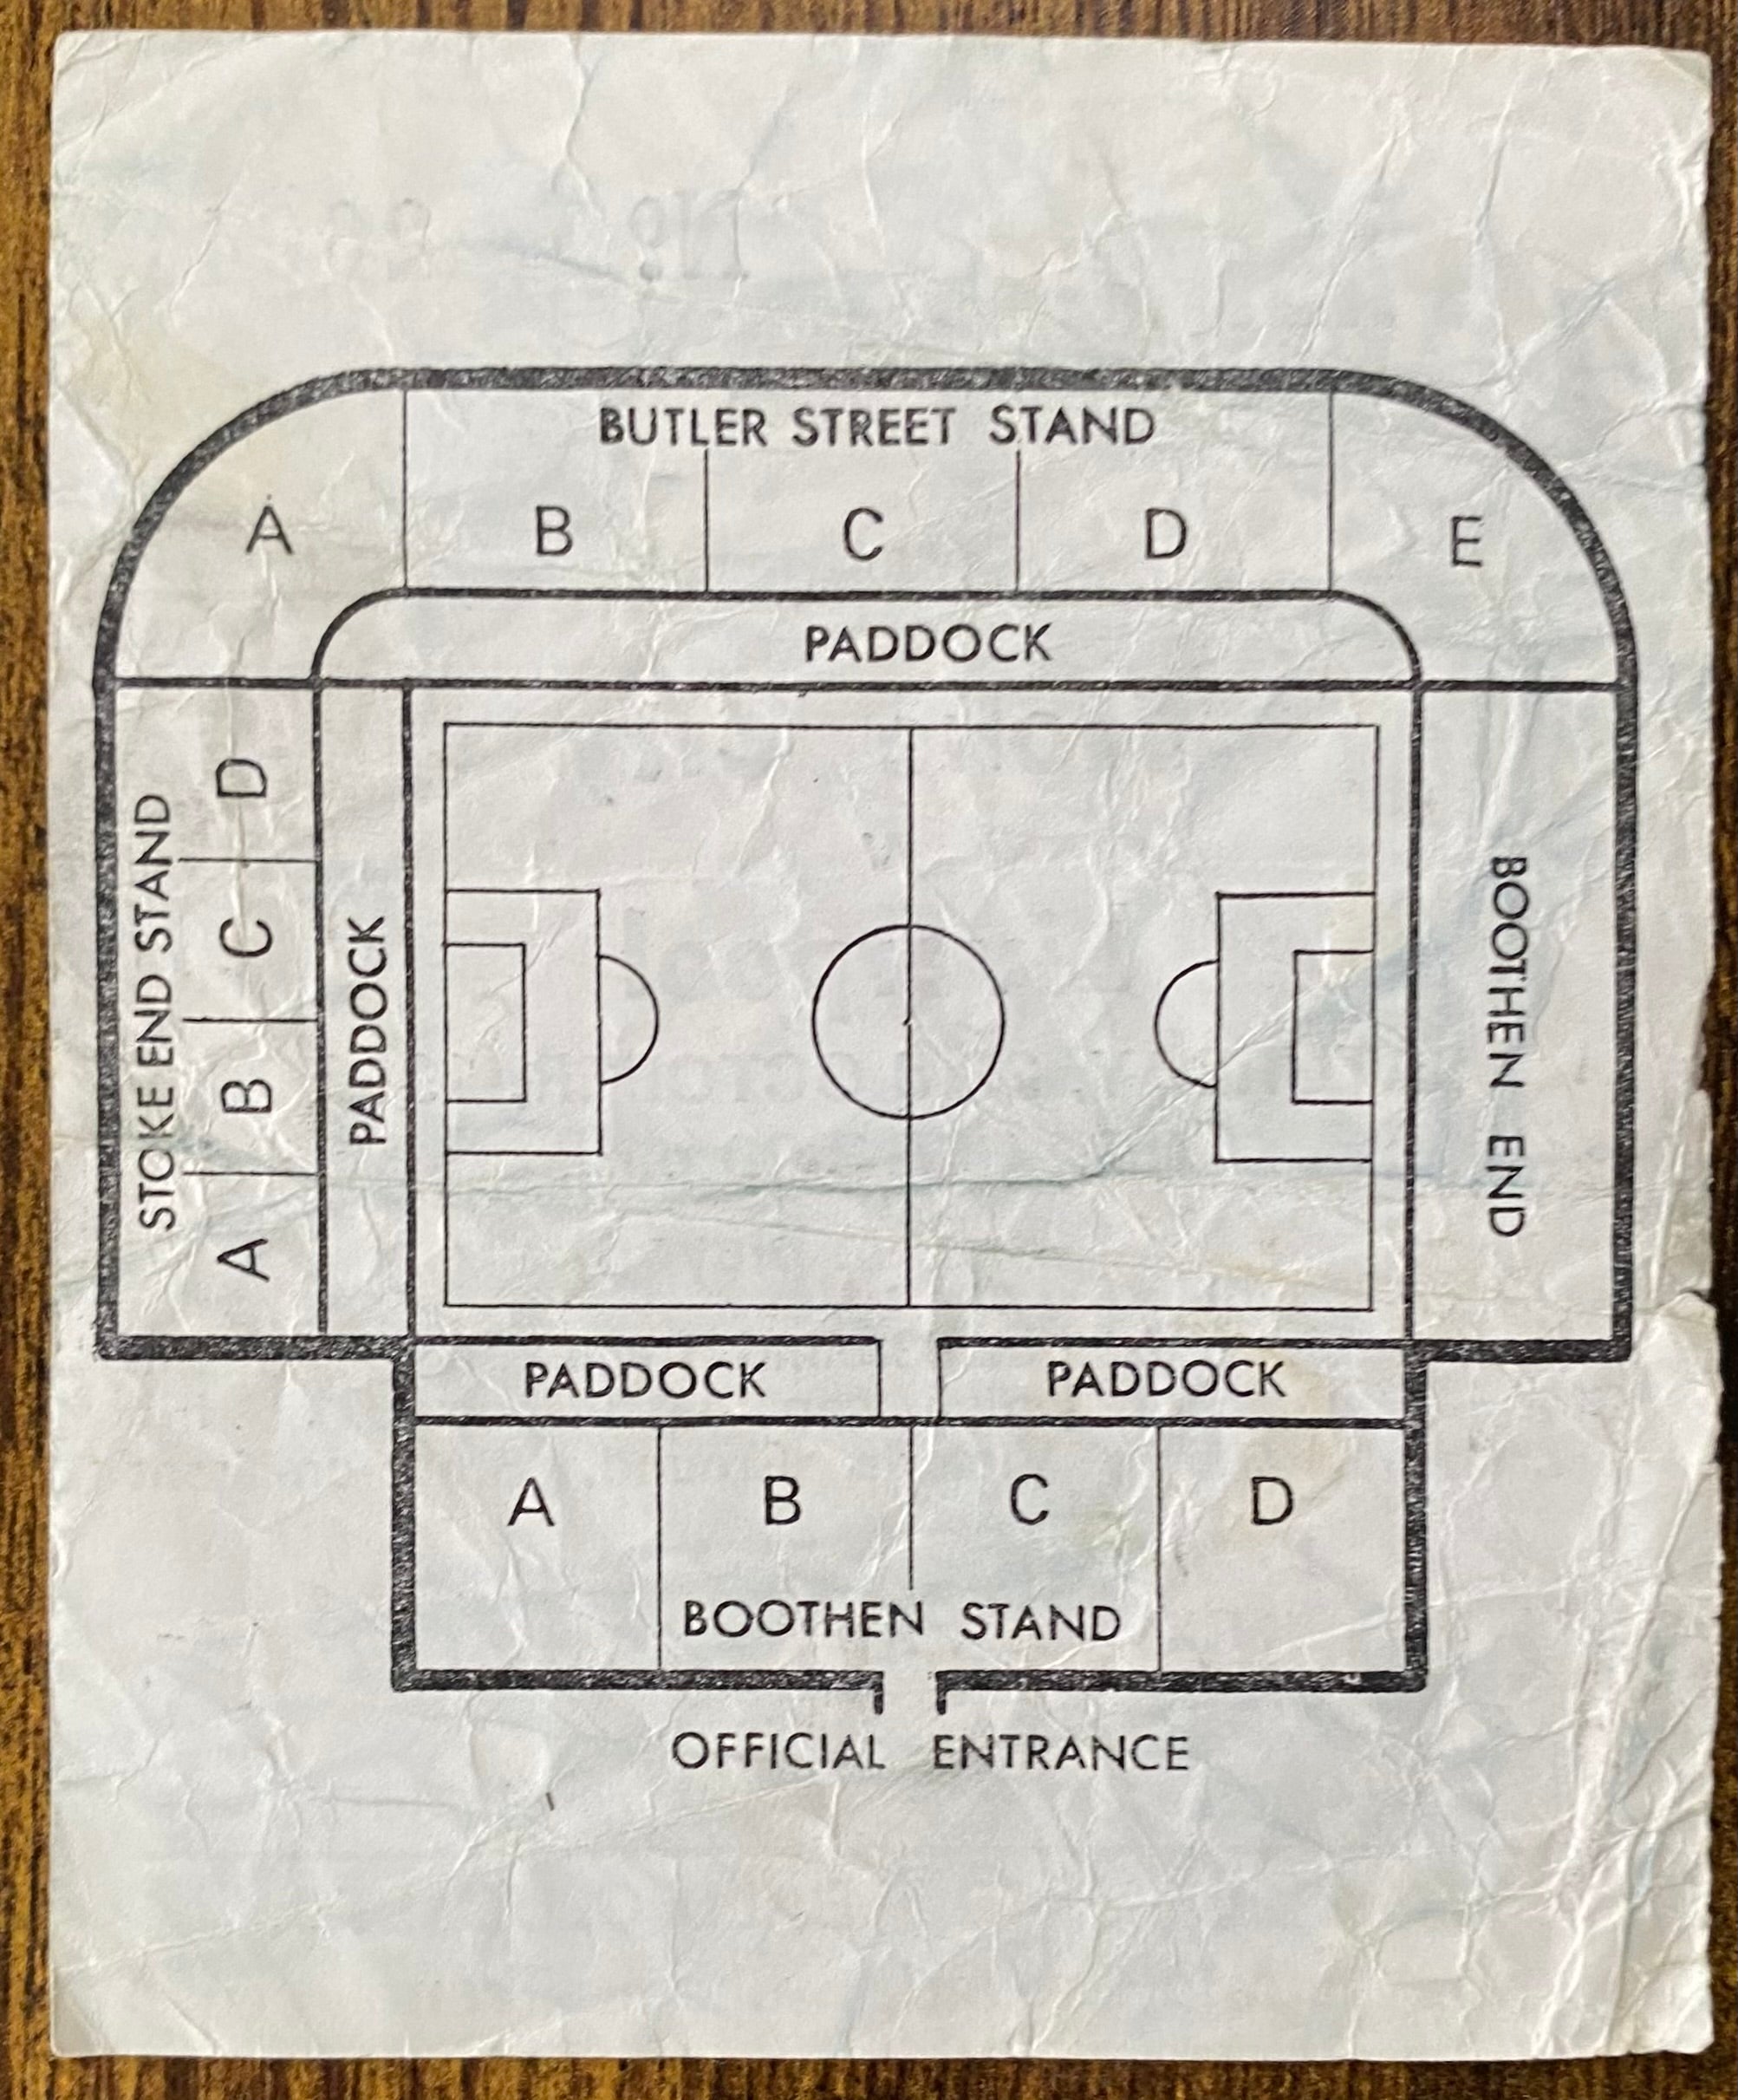 BUTLER STREET STAND
A B C D E
PADDOCK
STOKE END STAND
D
C
B
A
PADDOCK
BOOTHEN END
PADDOCK PADDOCK
A B C D
BOOTHEN STAND
OFFICIAL ENTRANCE